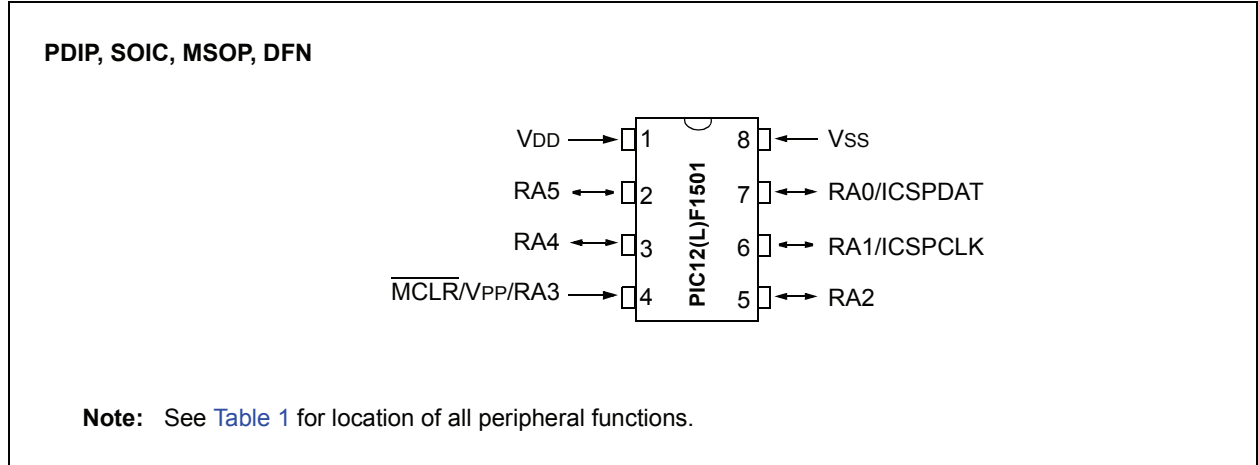 PDIP, SOIC, MSOP, DFN
VDD 1 8 VSS
RA5 2 7 RA0/ICSPDAT
RA4 3 6 RA1/ICSPCLK
MCLR/VPP/RA3 4 5 RA2
PIC12(L)F1501
Note: See Table 1 for location of all peripheral functions.